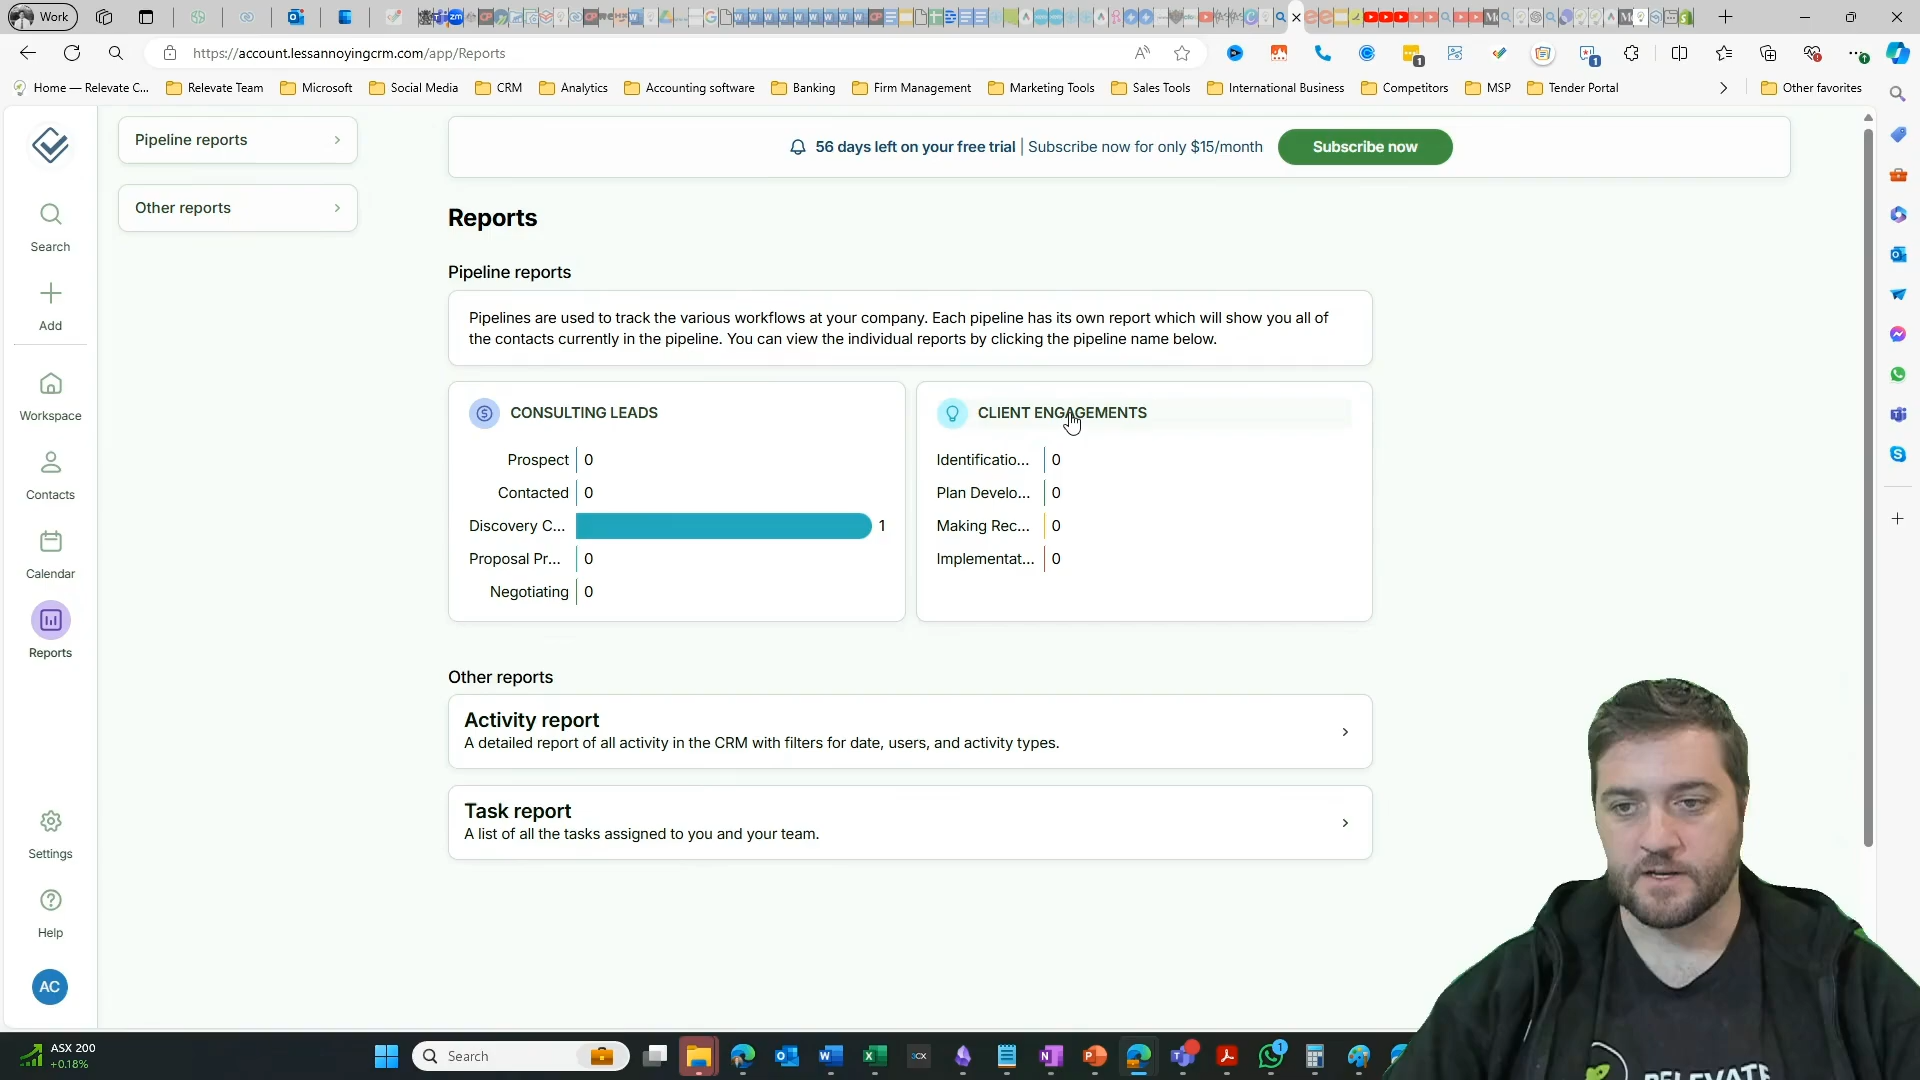 Work
https://account.lessannoyingcrm.com/app/Reports
Home — Relevate C...
Relevate Team
Microsoft
Social Media
CRM
Analytics
Accounting software
Banking
Firm Management
Marketing Tools
Sales Tools
International Business
Competitors
MSP
Tender Portal
Other favorites
Search
Add
Workspace
Contacts
Calendar
Reports
Settings
Help
AC
Pipeline reports
Other reports
56 days left on your free trial | Subscribe now for only $15/month
Subscribe now
Reports
Pipeline reports
Pipelines are used to track the various workflows at your company. Each pipeline has its own report which will show you all of
the contacts currently in the pipeline. You can view the individual reports by clicking the pipeline name below.
CONSULTING LEADS
Prospect 0
Contacted 0
Discovery C... 1
Proposal Pr... 0
Negotiating 0
CLIENT ENGAGEMENTS
Identificatio... 0
Plan Develo... 0
Making Rec... 0
Implementat... 0
Other reports
Activity report
A detailed report of all activity in the CRM with filters for date, users, and activity types.
Task report
A list of all the tasks assigned to you and your team.
ASX 200
+0.18%
Search
RELEVATE